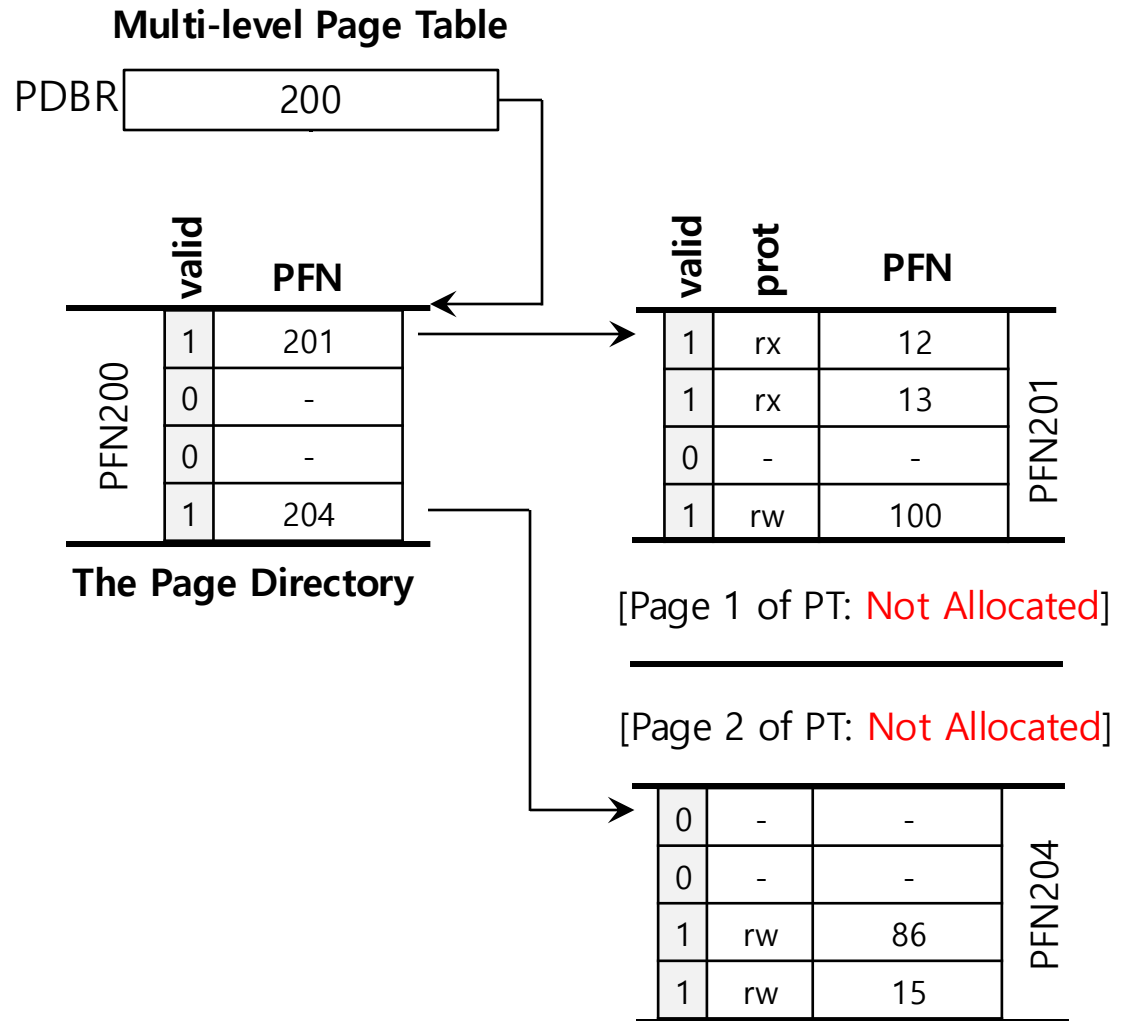 Multi-level Page Table
PDBR 200
valid PFN
PFN200
1 201
0 -
0 -
1 204
The Page Directory
valid prot PFN
1 rx 12
1 rx 13
0 - -
1 rw 100
PFN201
[Page 1 of PT: Not Allocated]
[Page 2 of PT: Not Allocated]
0 - -
0 - -
1 rw 86
1 rw 15
PFN204